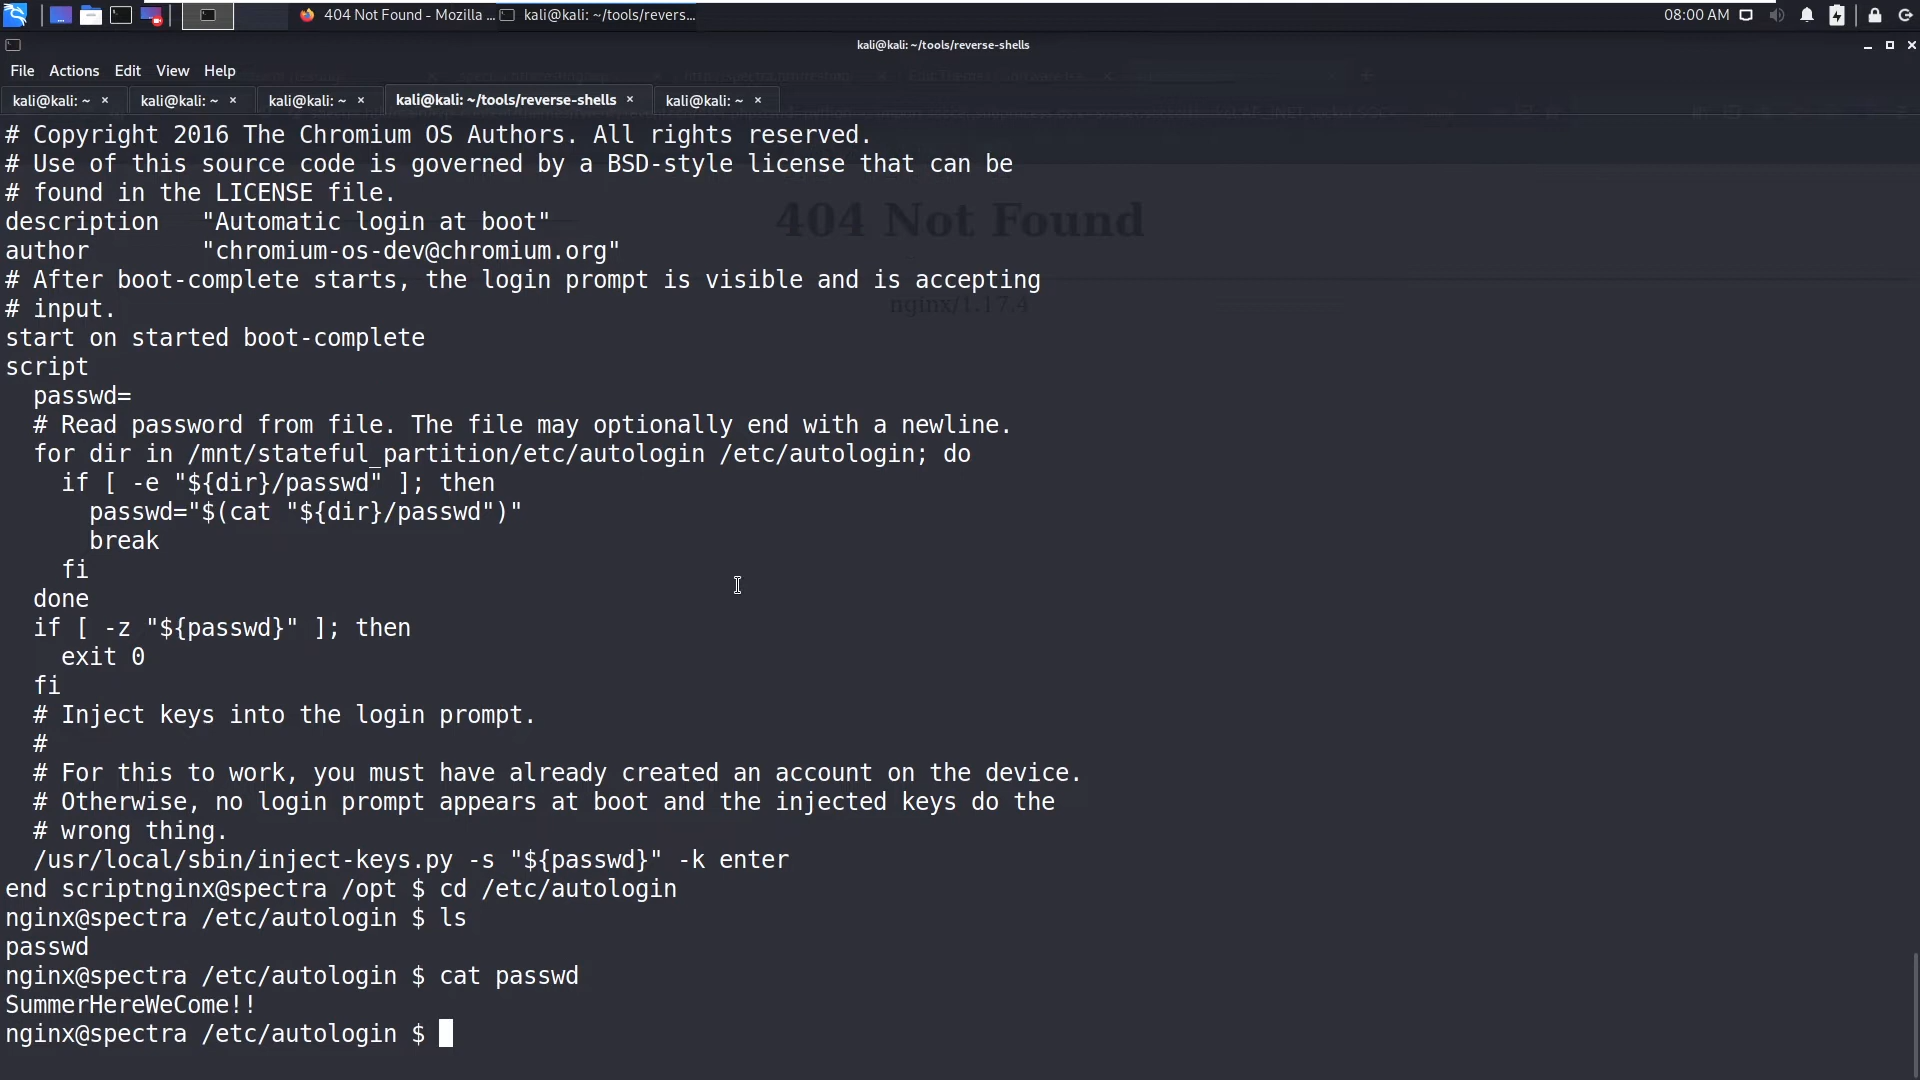 404 Not Found - Mozilla ...
kali@kali: ~/tools/revers...
08:00 AM
kali@kali: ~/tools/reverse-shells
File Actions Edit View Help
kali@kali: ~ × kali@kali: ~ × kali@kali: ~ × kali@kali: ~/tools/reverse-shells × kali@kali: ~ ×
# Copyright 2016 The Chromium OS Authors. All rights reserved.
# Use of this source code is governed by a BSD-style license that can be
# found in the LICENSE file.
description   "Automatic login at boot"
author        "chromium-os-dev@chromium.org"
# After boot-complete starts, the login prompt is visible and is accepting
# input.
start on started boot-complete
script
  passwd=
  # Read password from file. The file may optionally end with a newline.
  for dir in /mnt/stateful_partition/etc/autologin /etc/autologin; do
    if [ -e "${dir}/passwd" ]; then
      passwd="$(cat "${dir}/passwd")"
      break
    fi
  done
  if [ -z "${passwd}" ]; then
    exit 0
  fi
  # Inject keys into the login prompt.
  #
  # For this to work, you must have already created an account on the device.
  # Otherwise, no login prompt appears at boot and the injected keys do the
  # wrong thing.
  /usr/local/sbin/inject-keys.py -s "${passwd}" -k enter
end scriptnginx@spectra /opt $ cd /etc/autologin
nginx@spectra /etc/autologin $ ls
passwd
nginx@spectra /etc/autologin $ cat passwd
SummerHereWeCome!!
nginx@spectra /etc/autologin $
404 Not Found
nginx/1.17.4